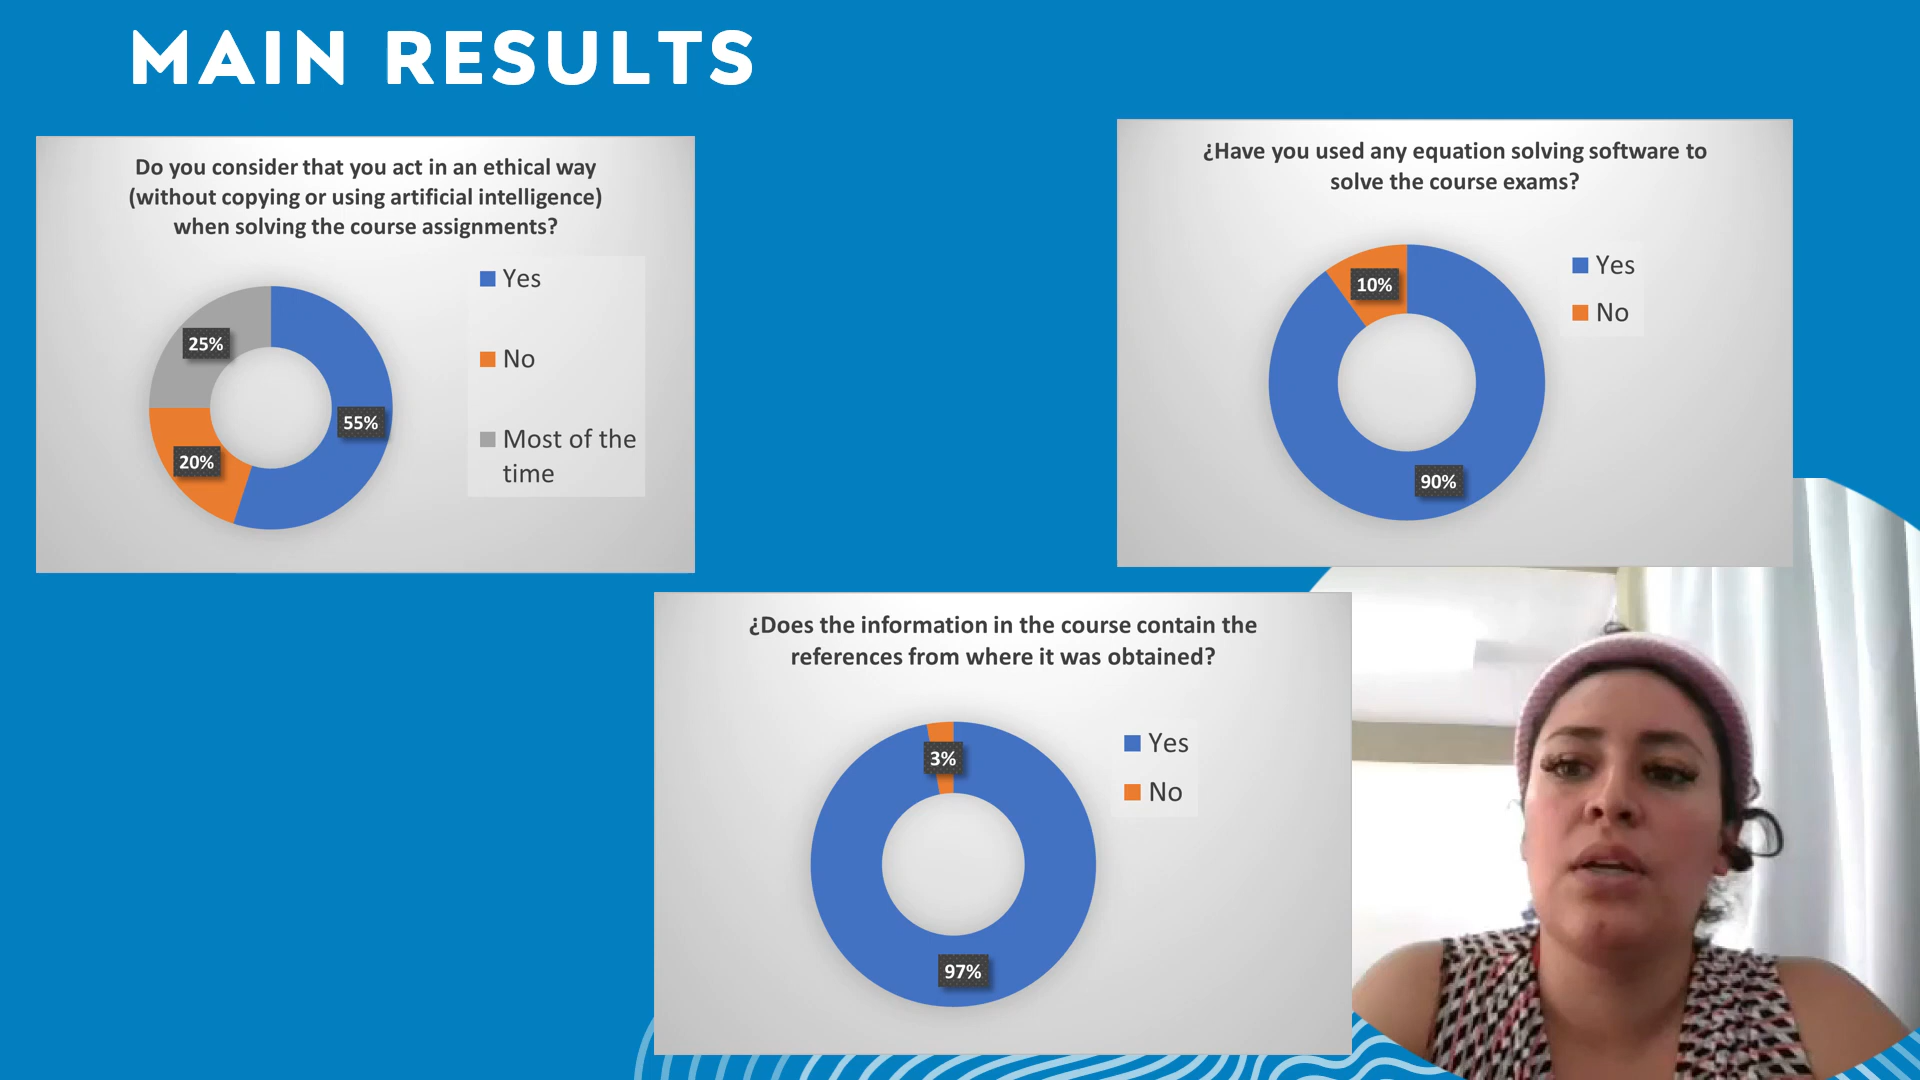 MAIN RESULTS
Do you consider that you act in an ethical way
(without copying or using artificial intelligence)
when solving the course assignments?
Yes
No
Most of the
time
25%
55%
20%
¿Have you used any equation solving software to
solve the course exams?
Yes
No
10%
90%
¿Does the information in the course contain the
references from where it was obtained?
Yes
No
3%
97%